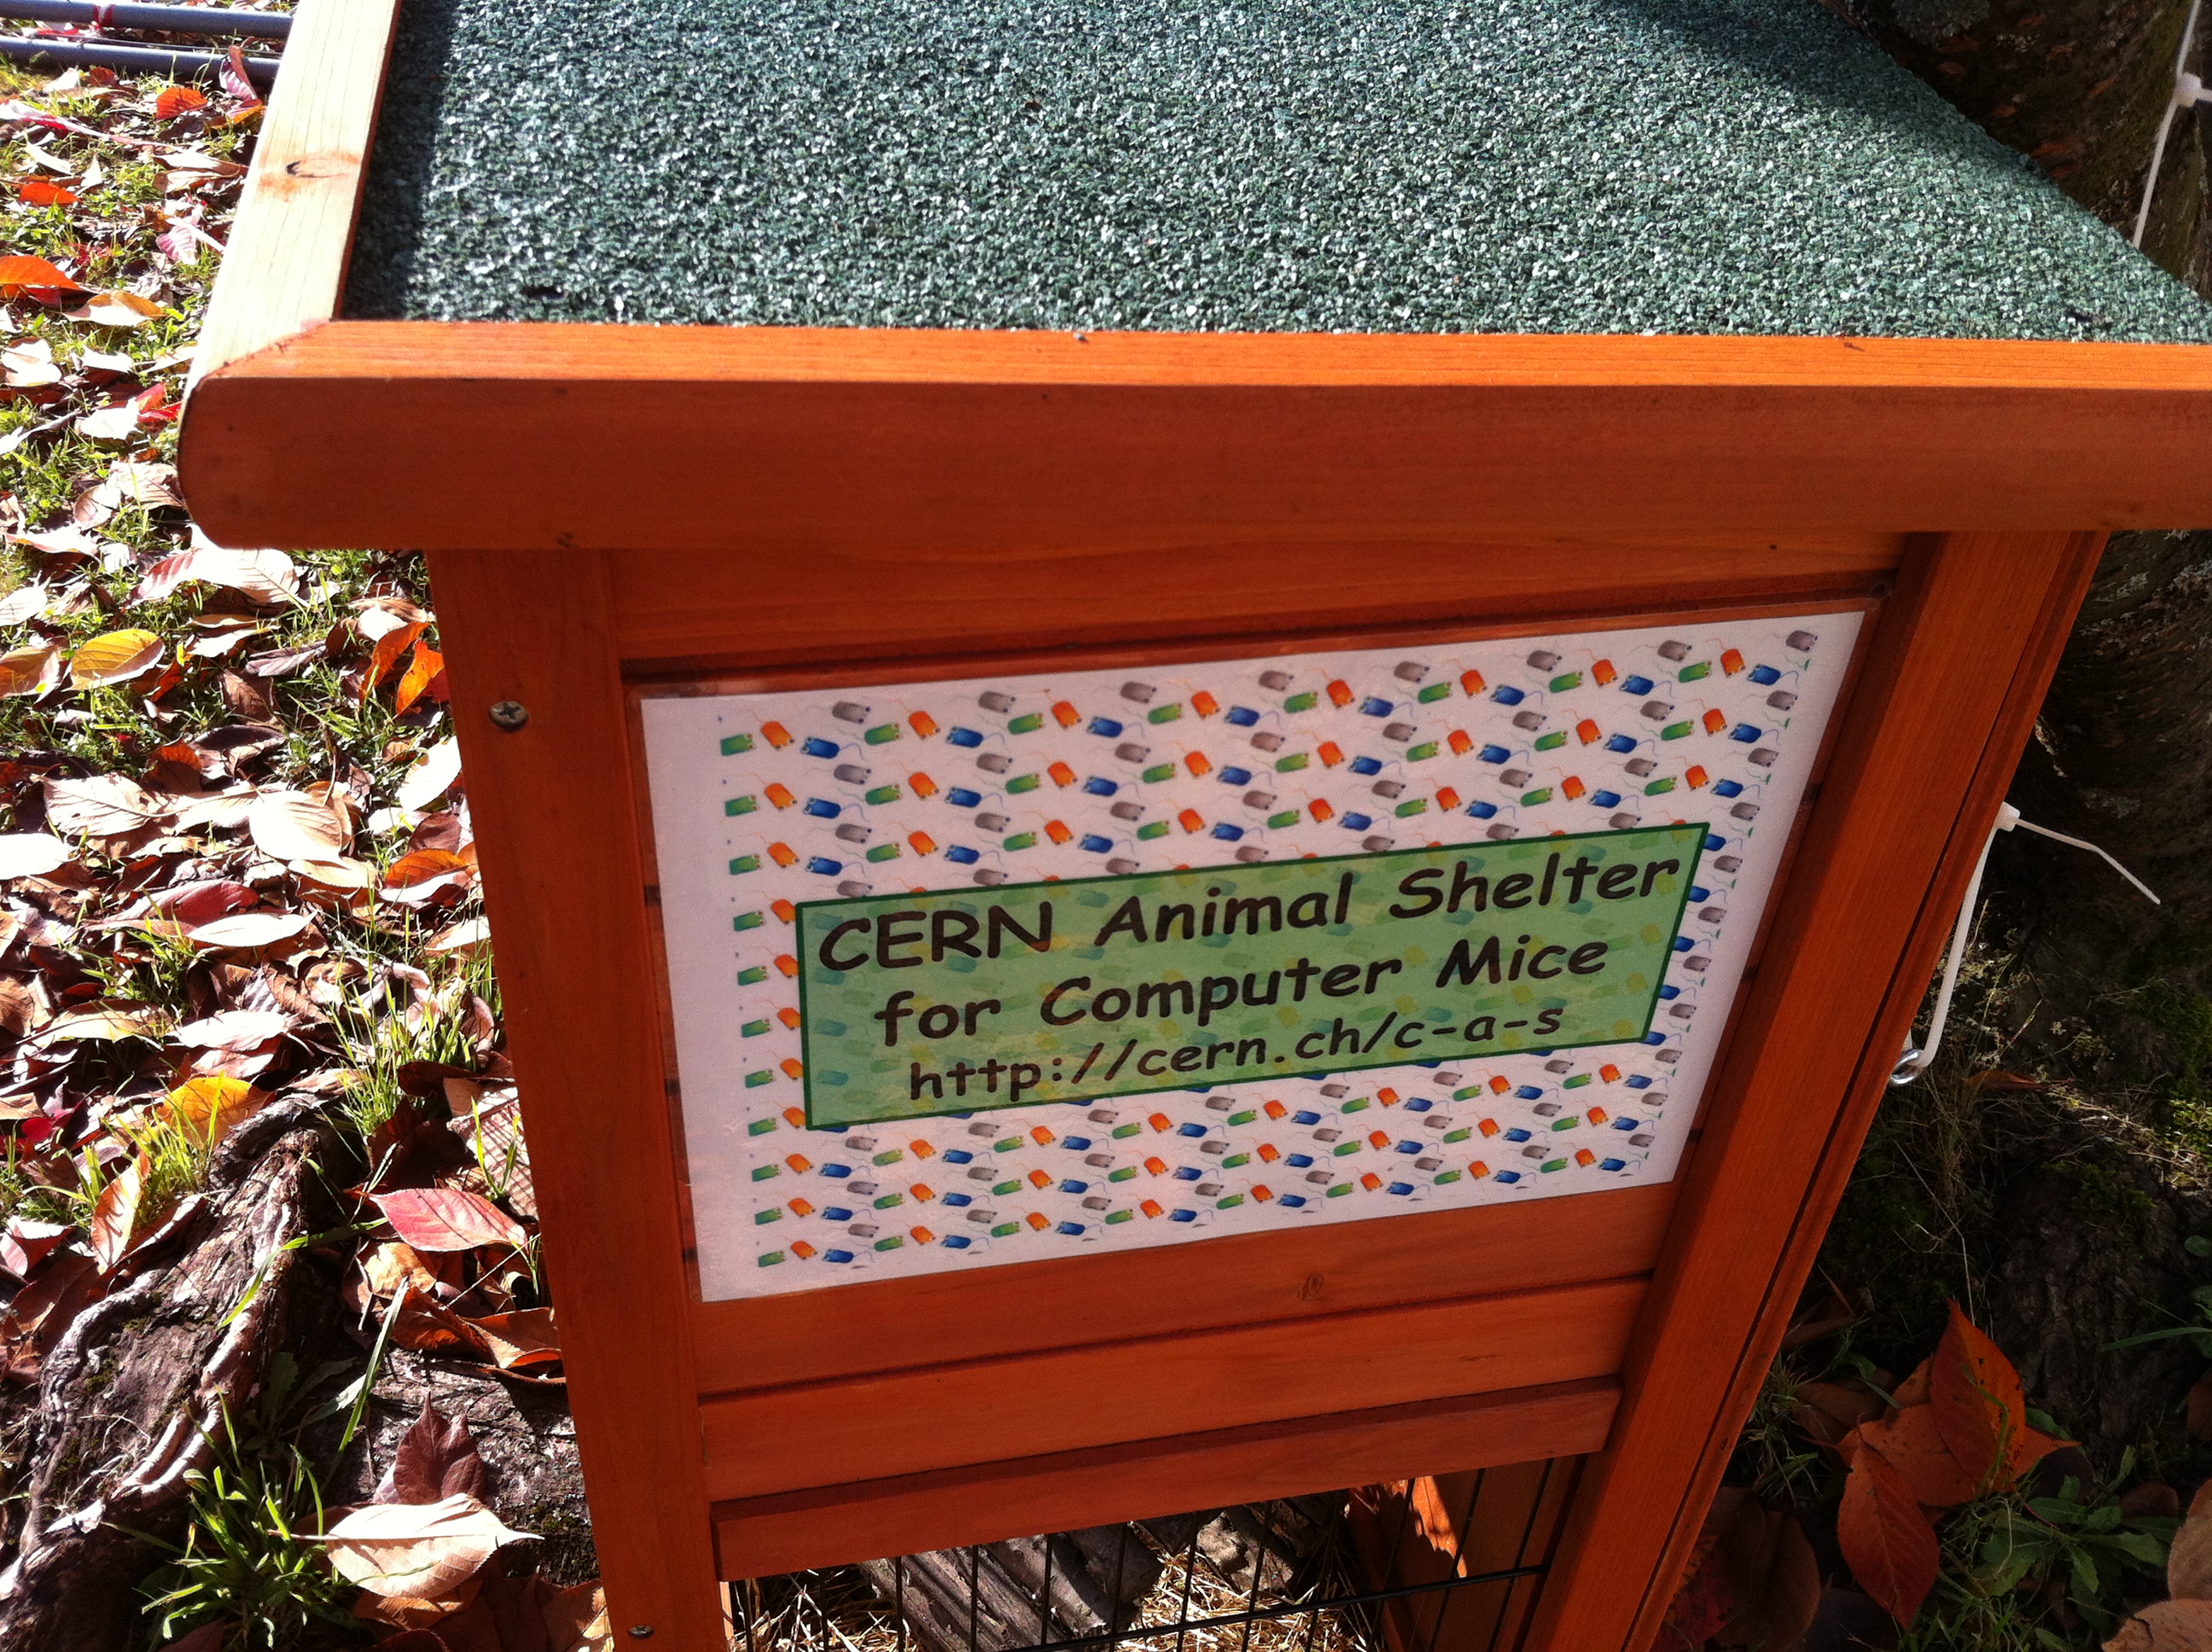 CERN Animal Shelter
for Computer Mice
http://cern.ch/c-a-s